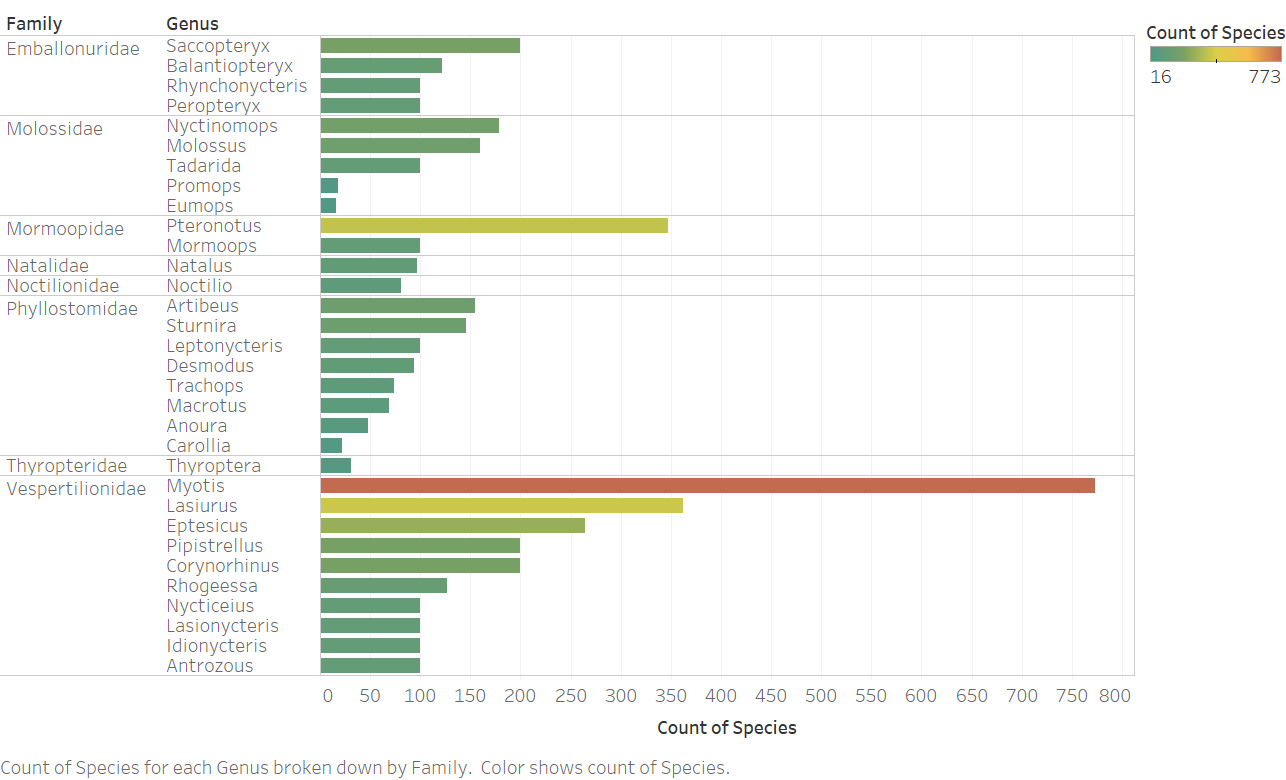 Family Genus
Count of Species
16 773
Emballonuridae Saccopteryx
Balantiopteryx
Rhynchonycteris
Peropteryx
Molossidae Nyctinomops
Molossus
Tadarida
Promops
Eumops
Mormoopidae Pteronotus
Mormoops
Natalidae Natalus
Noctilionidae Noctilio
Phyllostomidae Artibeus
Sturnira
Leptonycteris
Desmodus
Trachops
Macrotus
Anoura
Carollia
Thyropteridae Thyroptera
Vespertilionidae Myotis
Lasiurus
Eptesicus
Pipistrellus
Corynorhinus
Rhogeessa
Nycticeius
Lasionycteris
Idionycteris
Antrozous
0 50 100 150 200 250 300 350 400 450 500 550 600 650 700 750 800
Count of Species
Count of Species for each Genus broken down by Family. Color shows count of Species.